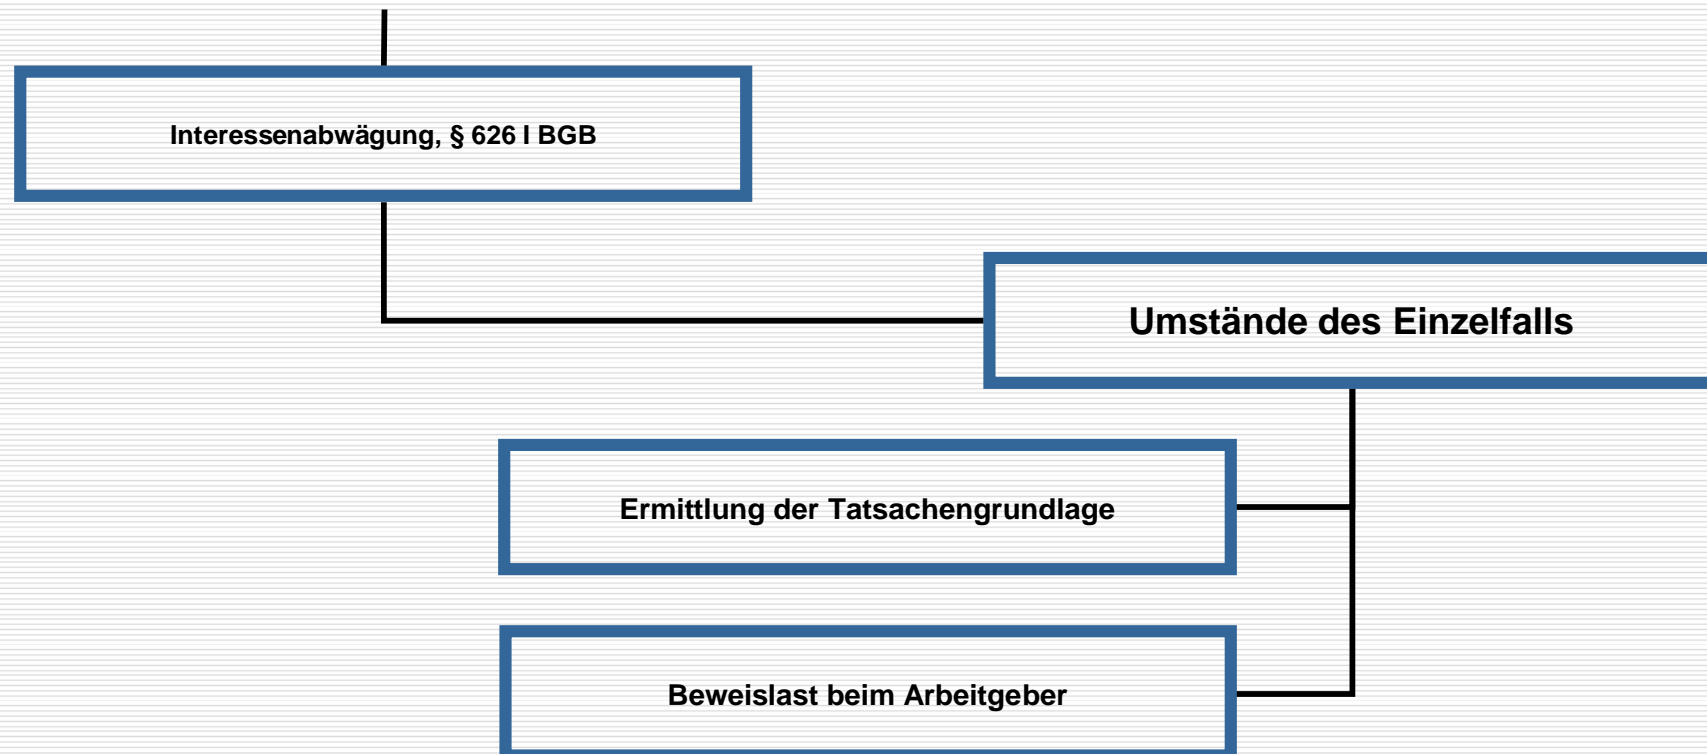 Interessenabwägung, § 626 I BGB
Umstände des Einzelfalls
Ermittlung der Tatsachengrundlage
Beweislast beim Arbeitgeber